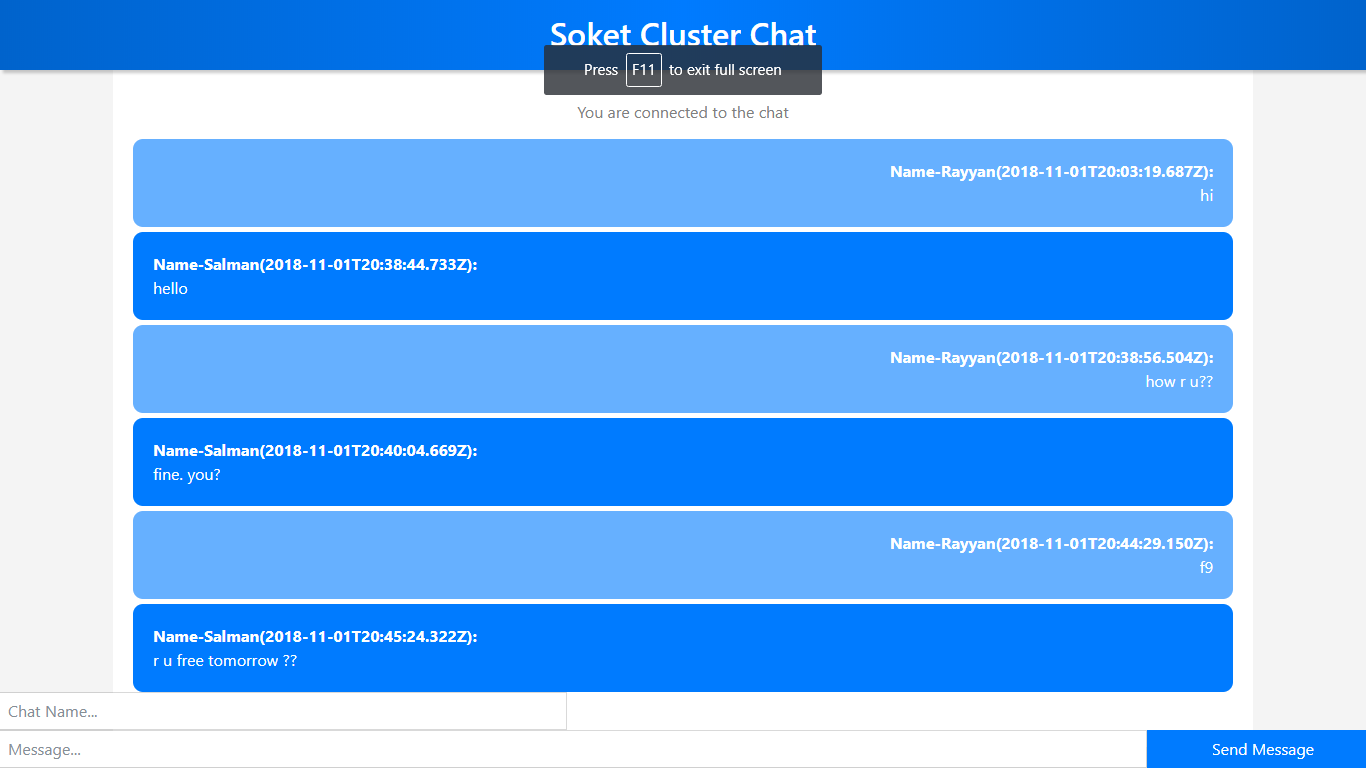 Soket Cluster Chat
Press F11 to exit full screen
You are connected to the chat
Name-Rayyan(2018-11-01T20:03:19.687Z):
hi
Name-Salman(2018-11-01T20:38:44.733Z):
hello
Name-Rayyan(2018-11-01T20:38:56.504Z):
how r u??
Name-Salman(2018-11-01T20:40:04.669Z):
fine. you?
Name-Rayyan(2018-11-01T20:44:29.150Z):
f9
Name-Salman(2018-11-01T20:45:24.322Z):
r u free tomorrow ??
Chat Name...
Message...
Send Message